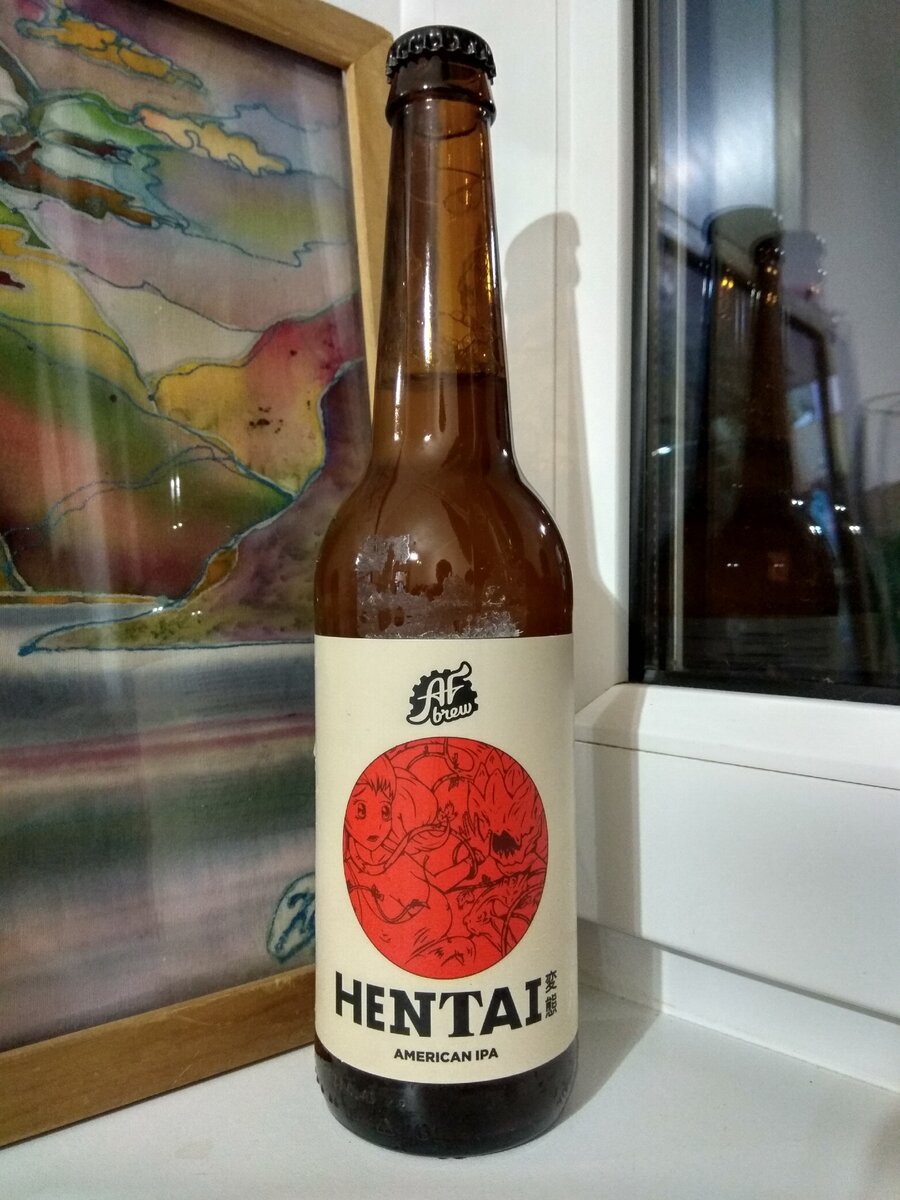 AF
brew
HENTAI
変態
AMERICAN IPA